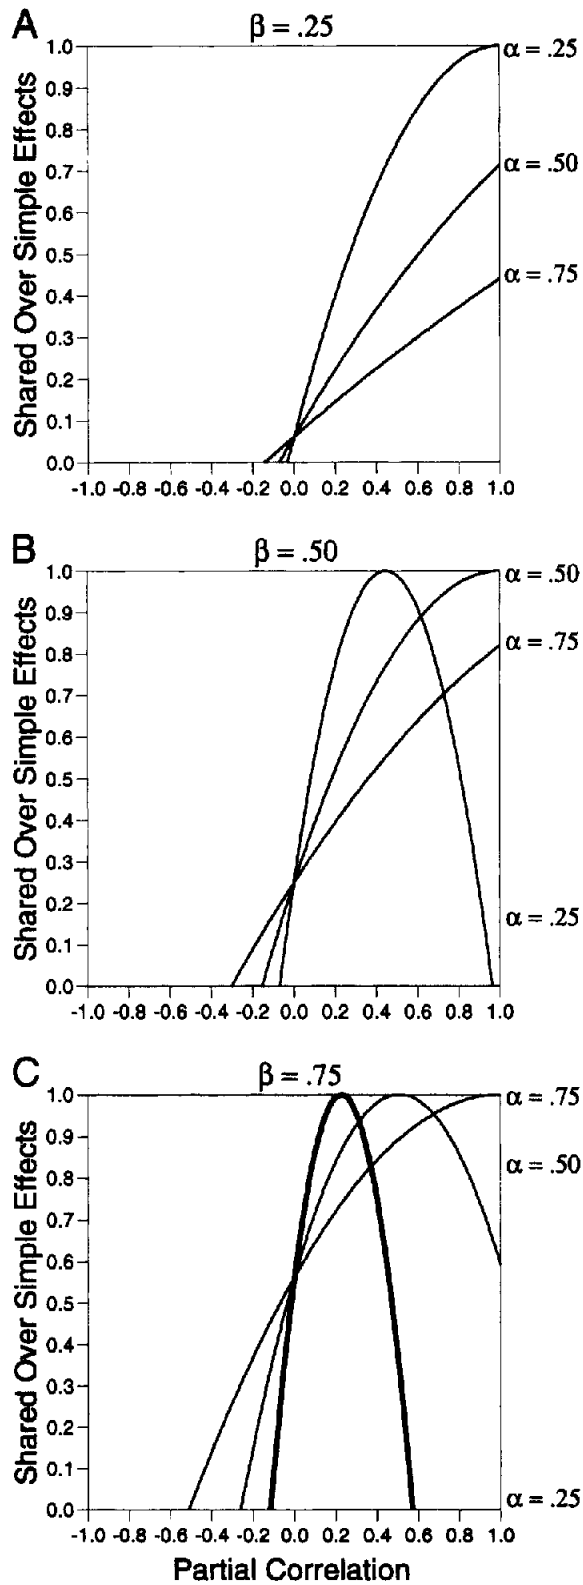 A
β = .25
Shared Over Simple Effects
1.0
0.9
0.8
0.7
0.6
0.5
0.4
0.3
0.2
0.1
0.0
α = .25
α = .50
α = .75
-1.0 -0.8 -0.6 -0.4 -0.2 0.0 0.2 0.4 0.6 0.8 1.0
B
β = .50
Shared Over Simple Effects
1.0
0.9
0.8
0.7
0.6
0.5
0.4
0.3
0.2
0.1
0.0
α = .50
α = .75
α = .25
-1.0 -0.8 -0.6 -0.4 -0.2 0.0 0.2 0.4 0.6 0.8 1.0
C
β = .75
Shared Over Simple Effects
1.0
0.9
0.8
0.7
0.6
0.5
0.4
0.3
0.2
0.1
0.0
α = .75
α = .50
α = .25
-1.0 -0.8 -0.6 -0.4 -0.2 0.0 0.2 0.4 0.6 0.8 1.0
Partial Correlation